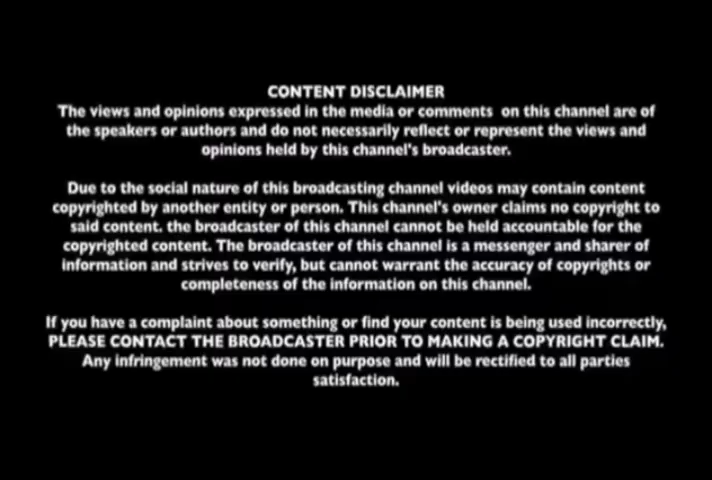 CONTENT DISCLAIMER
The views and opinions expressed in the media or comments on this channel are of
the speakers or authors and do not necessarily reflect or represent the views and
opinions held by this channel's broadcaster.
Due to the social nature of this broadcasting channel videos may contain content
copyrighted by another entity or person. This channel's owner claims no copyright to
said content. the broadcaster of this channel cannot be held accountable for the
copyrighted content. The broadcaster of this channel is a messenger and sharer of
information and strives to verify, but cannot warrant the accuracy of copyrights or
completeness of the information on this channel.
If you have a complaint about something or find your content is being used incorrectly,
PLEASE CONTACT THE BROADCASTER PRIOR TO MAKING A COPYRIGHT CLAIM.
Any infringement was not done on purpose and will be rectified to all parties
satisfaction.